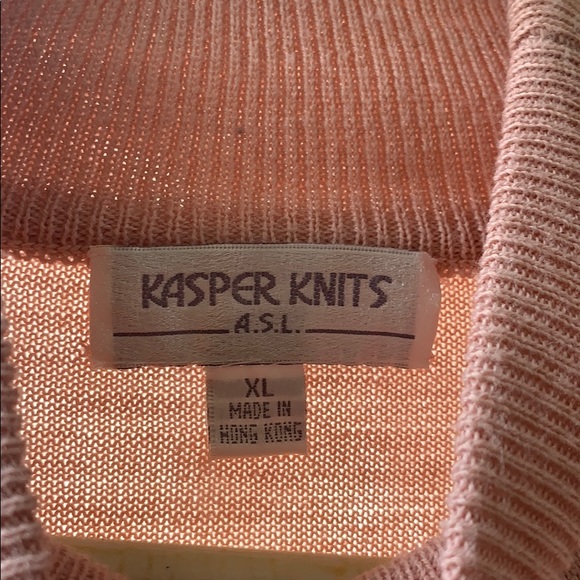 KASPER KNITS
A.S.L.
XL
MADE IN
HONG KONG